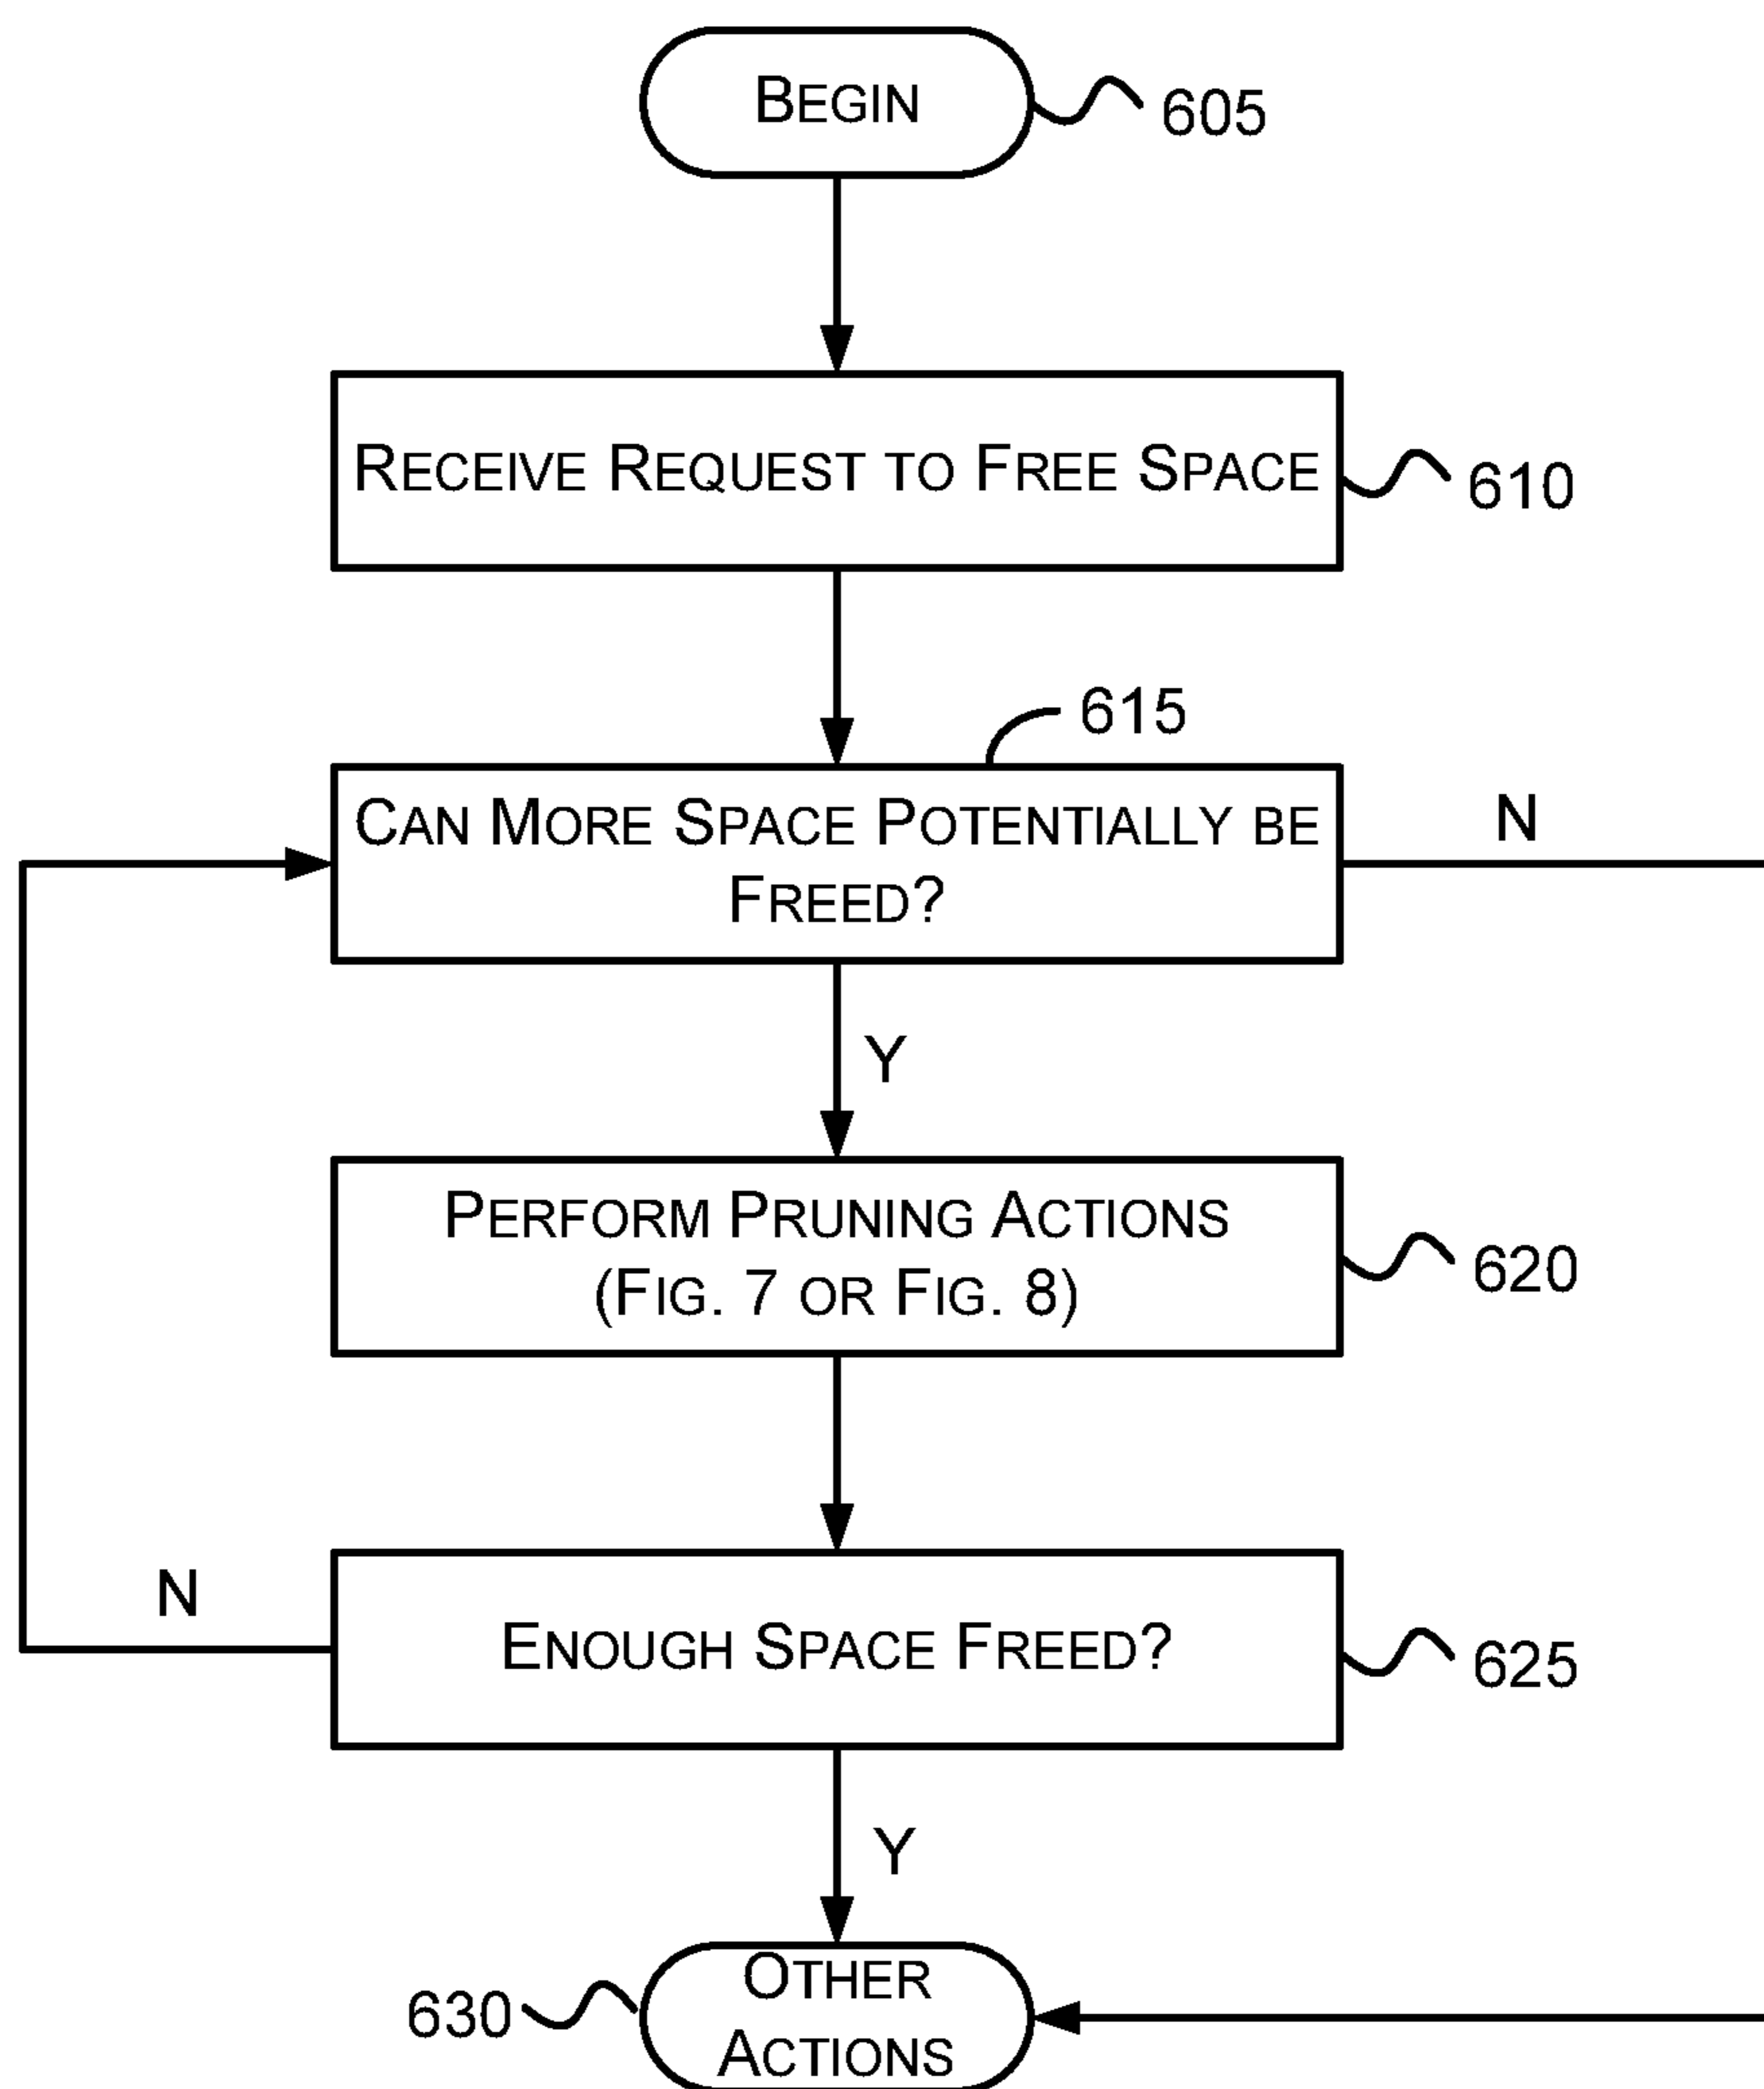 BEGIN
605
RECEIVE REQUEST TO FREE SPACE
610
615
CAN MORE SPACE POTENTIALLY BE
FREED?
N
Y
PERFORM PRUNING ACTIONS
(FIG. 7 OR FIG. 8)
620
N
ENOUGH SPACE FREED?
625
Y
OTHER
ACTIONS
630